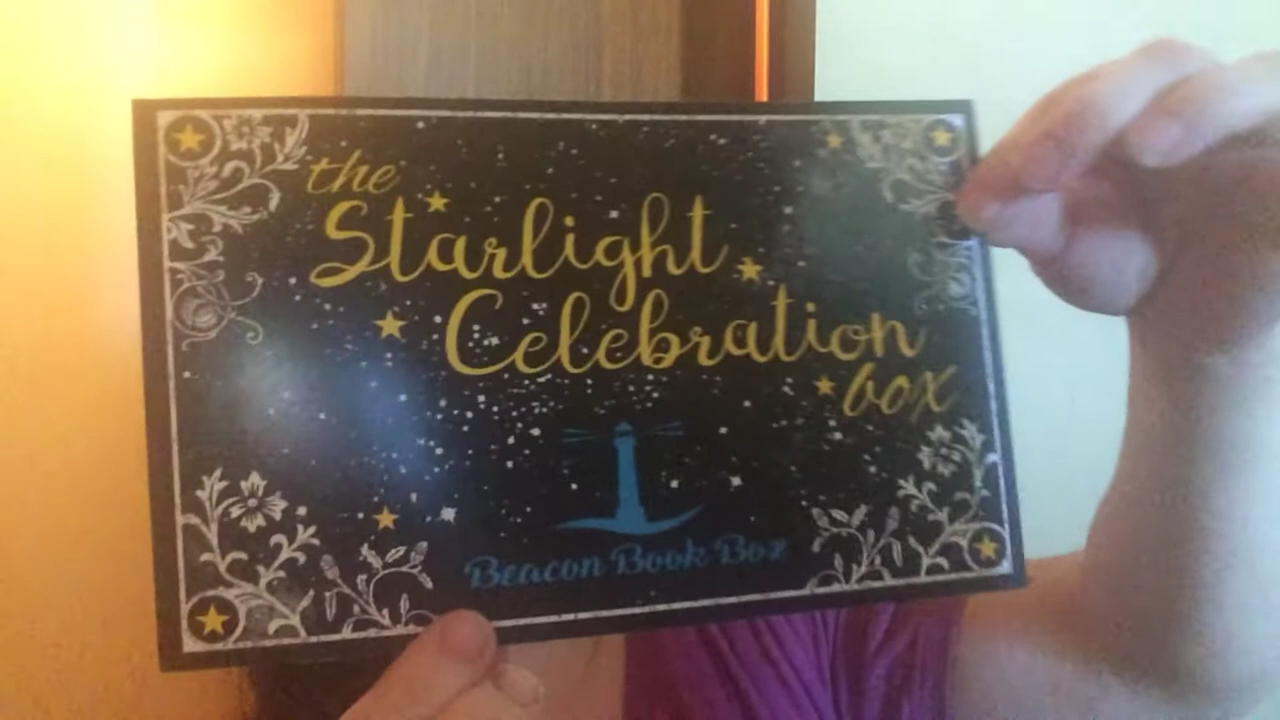 the
Starlight
Celebration
box
Beacon Book Box